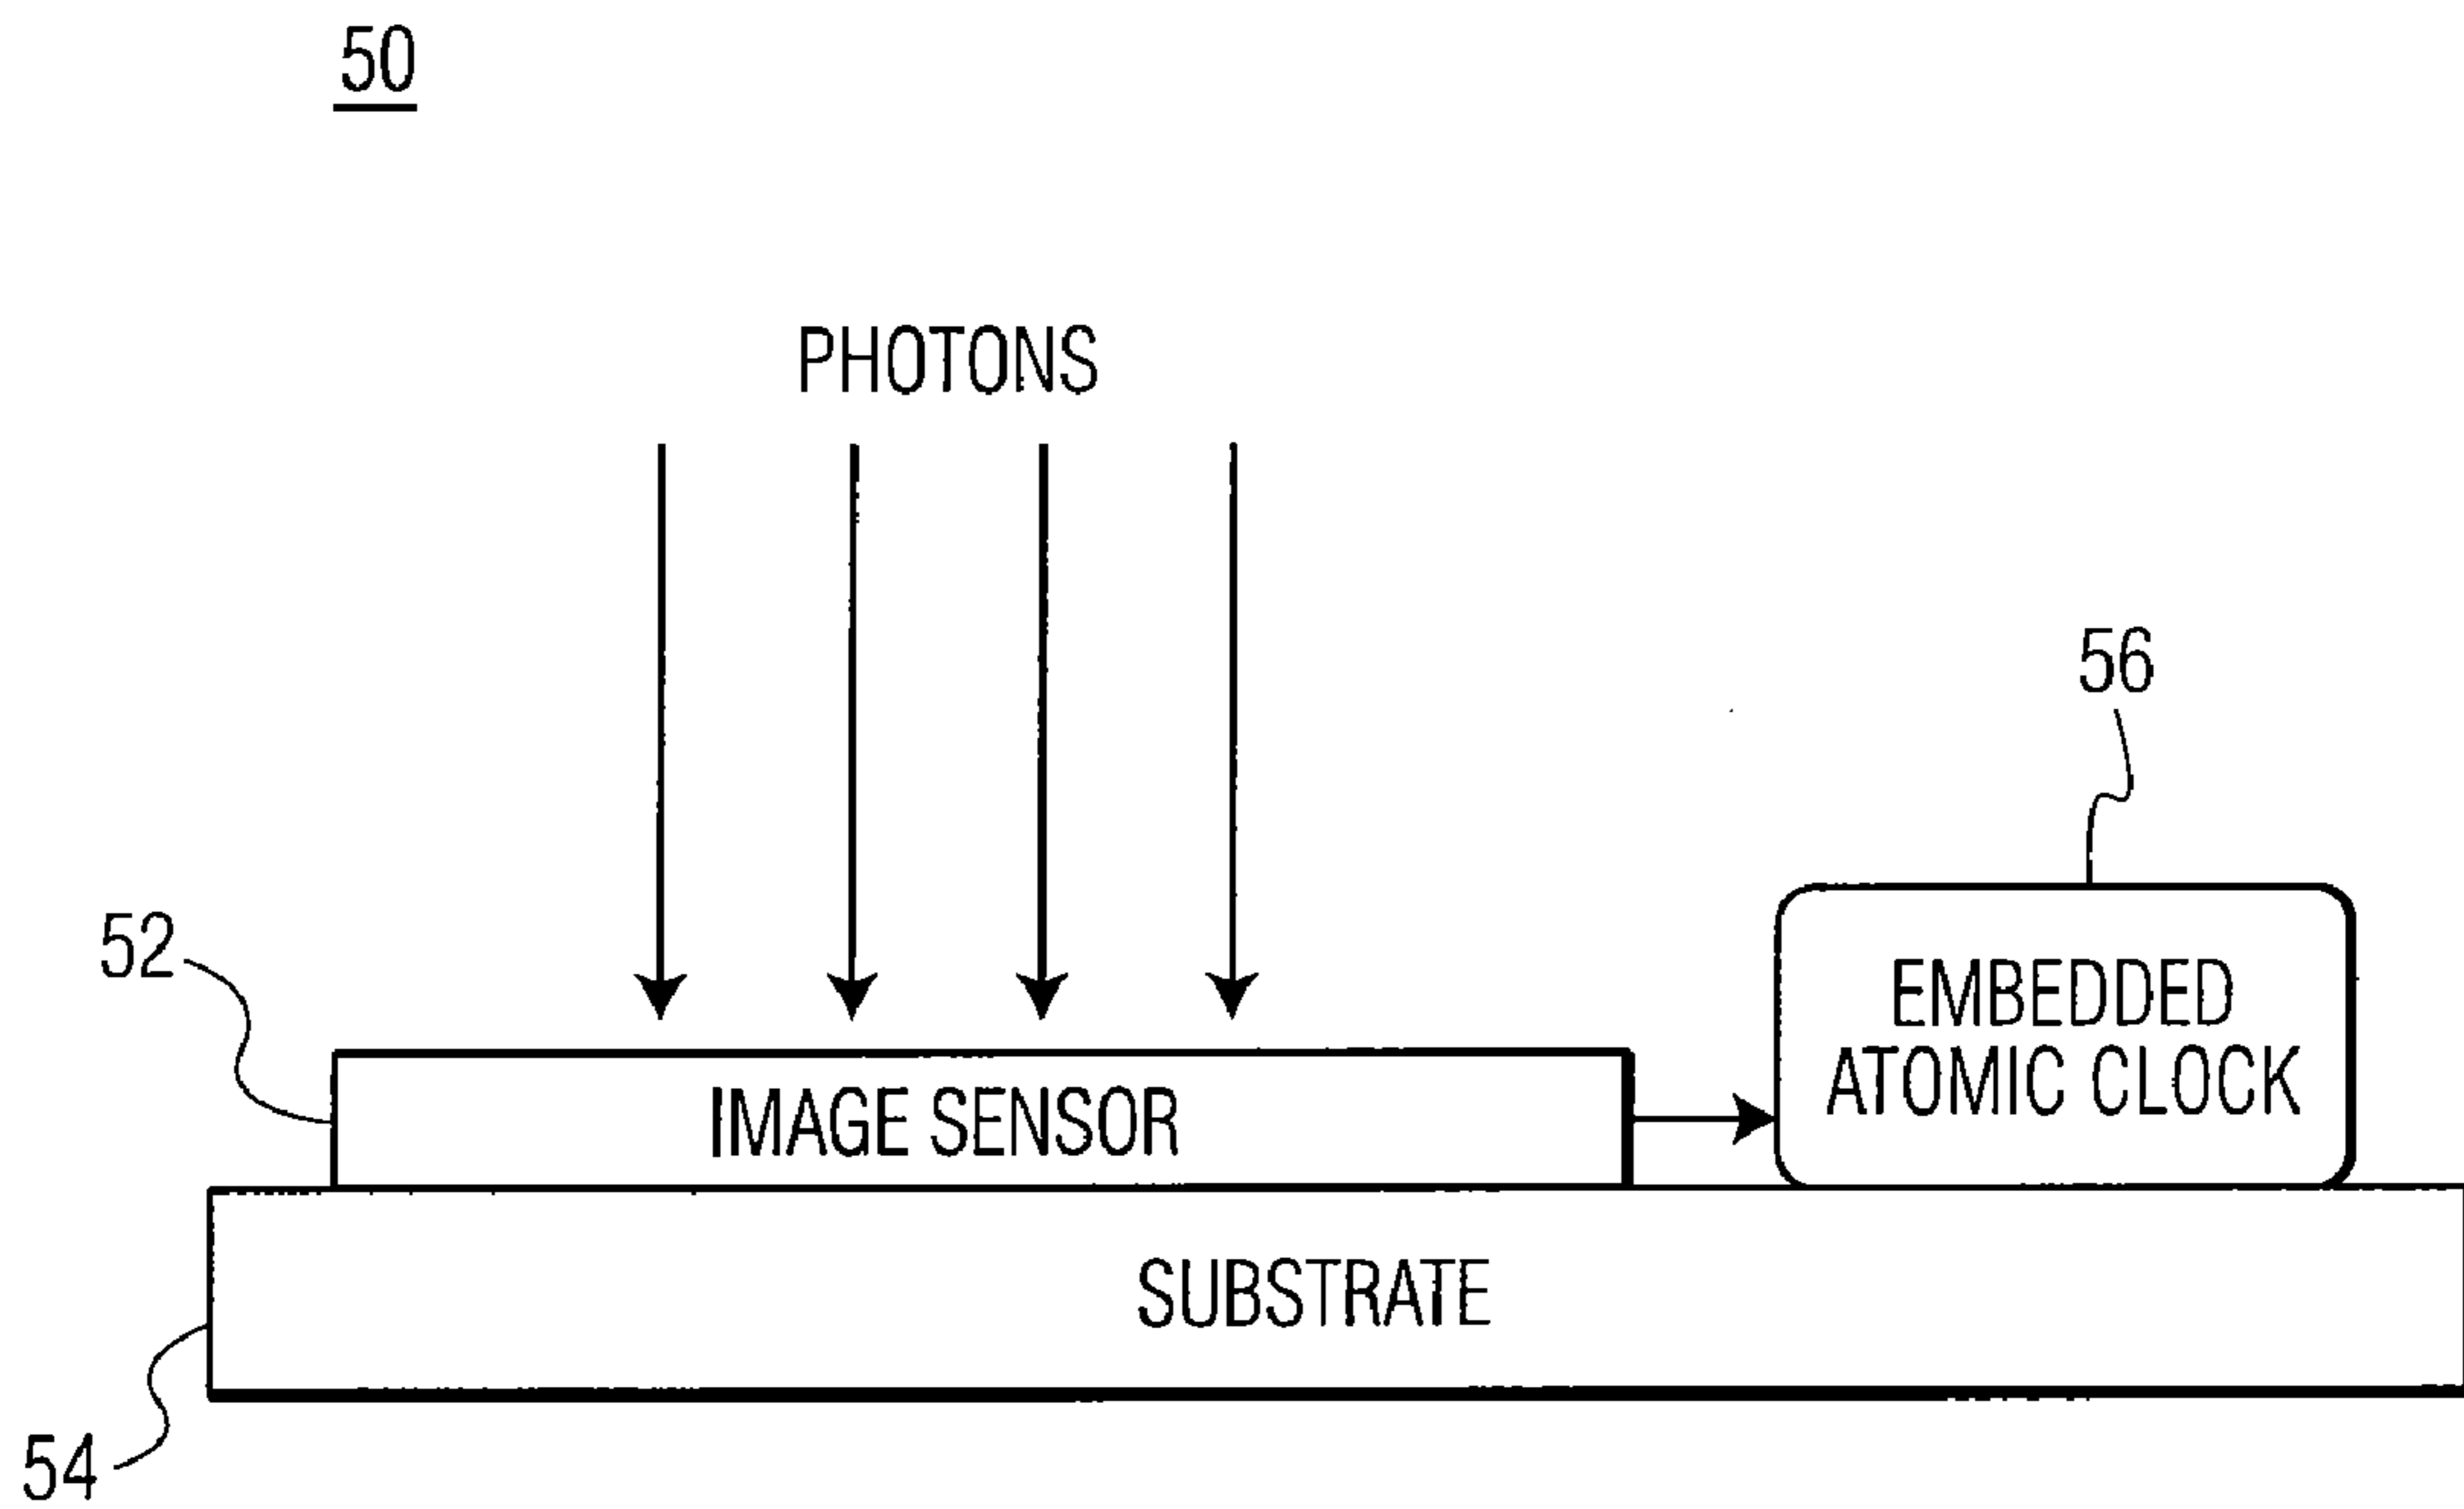 50
PHOTONS
56
52
EMBEDDED
ATOMIC CLOCK
IMAGE SENSOR
SUBSTRATE
54